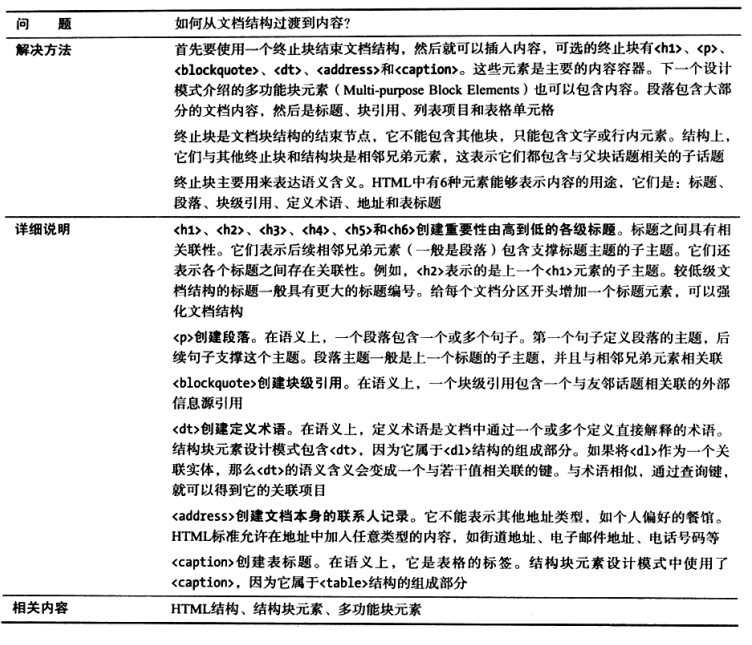 问 题 如何从文档结构过渡到内容？
解决方法 首先要使用一个终止块结束文档结构，然后就可以插入内容，可选的终止块有<h1>、<p>、
<blockquote>、<dt>、<address>和<caption>。这些元素是主要的内容容器。下一个设计
模式介绍的多功能块元素（Multi-purpose Block Elements）也可以包含内容。段落包含大部
分的文档内容，然后是标题、块引用、列表项目和表格单元格
终止块是文档块结构的结束节点，它不能包含其他块，只能包含文字或行内元素。结构上，
它们与其他终止块和结构块是相邻兄弟元素，这表示它们都包含与父块话题相关的子话题
终止块主要用来表达语义含义。HTML中有6种元素能够表示内容的用途，它们是：标题、
段落、块级引用、定义术语、地址和表标题
详细说明 <h1>、<h2>、<h3>、<h4>、<h5>和<h6>创建重要性由高到低的各级标题。标题之间具有相
关联性。它们表示后续相邻兄弟元素（一般是段落）包含支撑标题主题的子主题。它们还
表示各个标题之间存在关联性。例如，<h2>表示的是上一个<h1>元素的子主题。较低级文
档结构的标题一般具有更大的标题编号。给每个文档分区开头增加一个标题元素，可以强
化文档结构
<p>创建段落。在语义上，一个段落包含一个或多个句子。第一个句子定义段落的主题，后
续句子支撑这个主题。段落主题一般是上一个标题的子主题，并且与相邻兄弟元素相关联
<blockquote>创建块级引用。在语义上，一个块级引用包含一个与友邻话题相关联的外部
信息源引用
<dt>创建定义术语。在语义上，定义术语是文档中通过一个或多个定义直接解释的术语。
结构块元素设计模式包含<dt>，因为它属于<dl>结构的组成部分。如果将<dl>作为一个关
联实体，那么<dt>的语义含义会变成一个与若干值相关联的键。与术语相似，通过查询键，
就可以得到它的关联项目
<address>创建文档本身的联系人记录。它不能表示其他地址类型，如个人偏好的餐馆。
HTML标准允许在地址中加入任意类型的内容，如街道地址、电子邮件地址、电话号码等
<caption>创建表标题。在语义上，它是表格的标签。结构块元素设计模式中使用了
<caption>，因为它属于<table>结构的组成部分
相关内容 HTML结构、结构块元素、多功能块元素